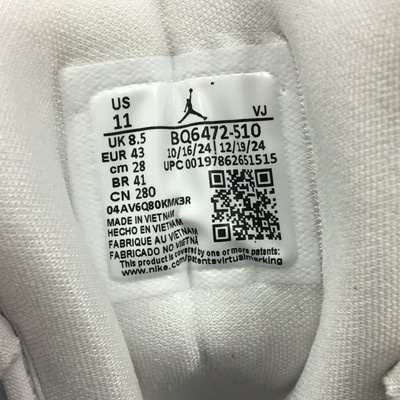 US
11
VJ
UK 8.5
EUR 43
cm 28
BR 41
CN 280
BQ6472-510
10/16/24 12/19/24
UPC 00197862651515
04AV6Q80KMK3R
MADE IN VIETNAM
HECHO EN VIETNAM
FABRIQUE AU VIETNAM
FABRICADO NO VIETNÃ
This product is covered by one or more patents. See
www.nike.com/patentsvirtualmarking